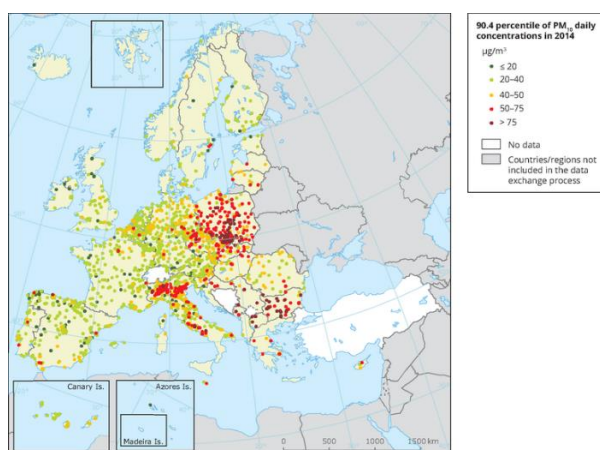 90.4 percentile of PM₁₀ daily
concentrations in 2014
µg/m³
≤ 20
20–40
40–50
50–75
> 75
No data
Countries/regions not
included in the data
exchange process
Canary Is.
Azores Is.
Madeira Is.
0 500 1000 1500 km